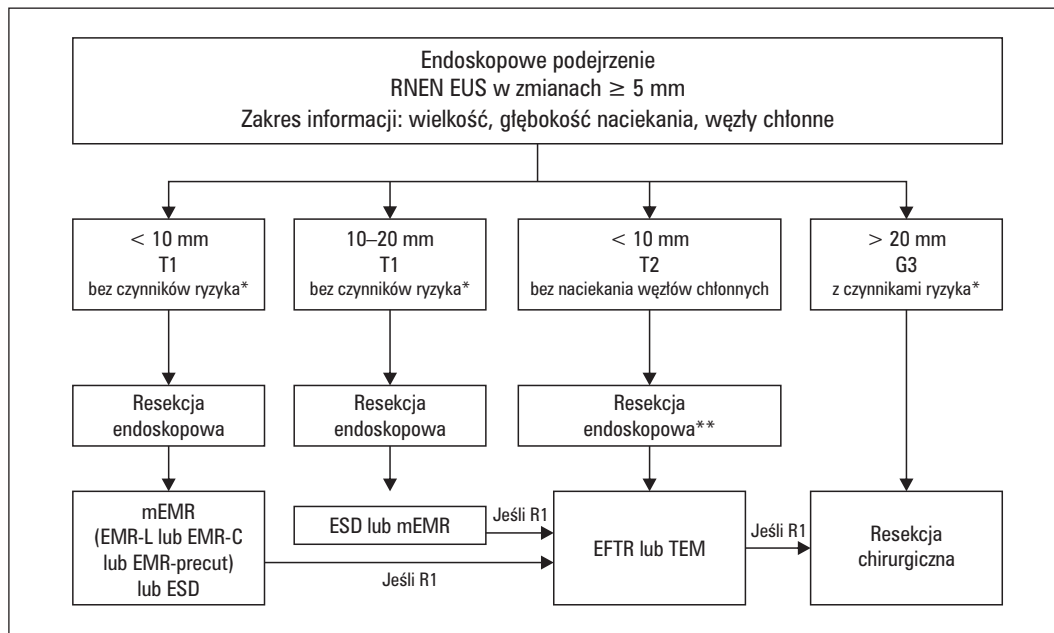 Endoskopowe podejrzenie
RNEN EUS w zmianach ≥ 5 mm
Zakres informacji: wielkość, głębokość naciekania, węzły chłonne
< 10 mm
T1
bez czynników ryzyka*
10–20 mm
T1
bez czynników ryzyka*
< 10 mm
T2
bez naciekania węzłów chłonnych
> 20 mm
G3
z czynnikami ryzyka*
Resekcja
endoskopowa
Resekcja
endoskopowa
Resekcja
endoskopowa**
mEMR
(EMR-L lub EMR-C
lub EMR-precut)
lub ESD
Jeśli R1
ESD lub mEMR
Jeśli R1
EFTR lub TEM
Jeśli R1
Resekcja
chirurgiczna